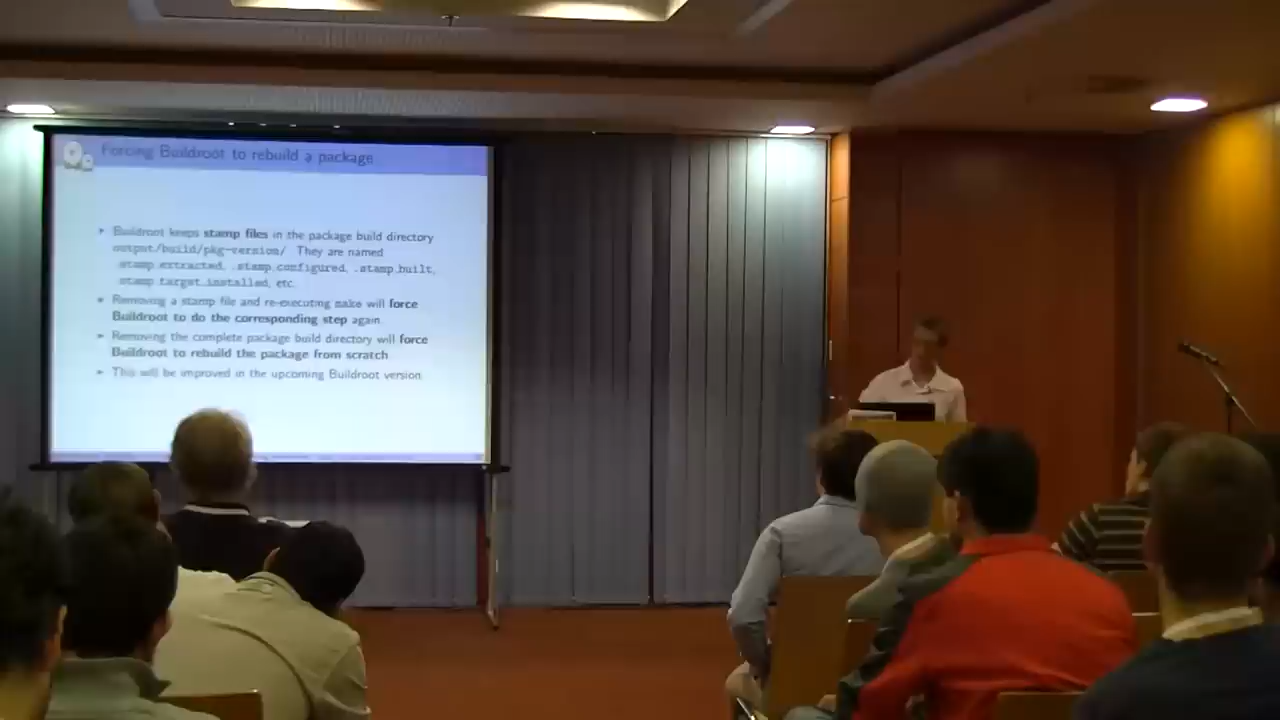 Forcing Buildroot to rebuild a package
Buildroot keeps stamp files in the package build directory
output/build/pkg-version/ They are named
.stamp_extracted, .stamp_configured, .stamp_built,
.stamp_target_installed, etc.
Removing a stamp file and re-executing make will force
Buildroot to do the corresponding step again.
Removing the complete package build directory will force
Buildroot to rebuild the package from scratch
This will be improved in the upcoming Buildroot version.